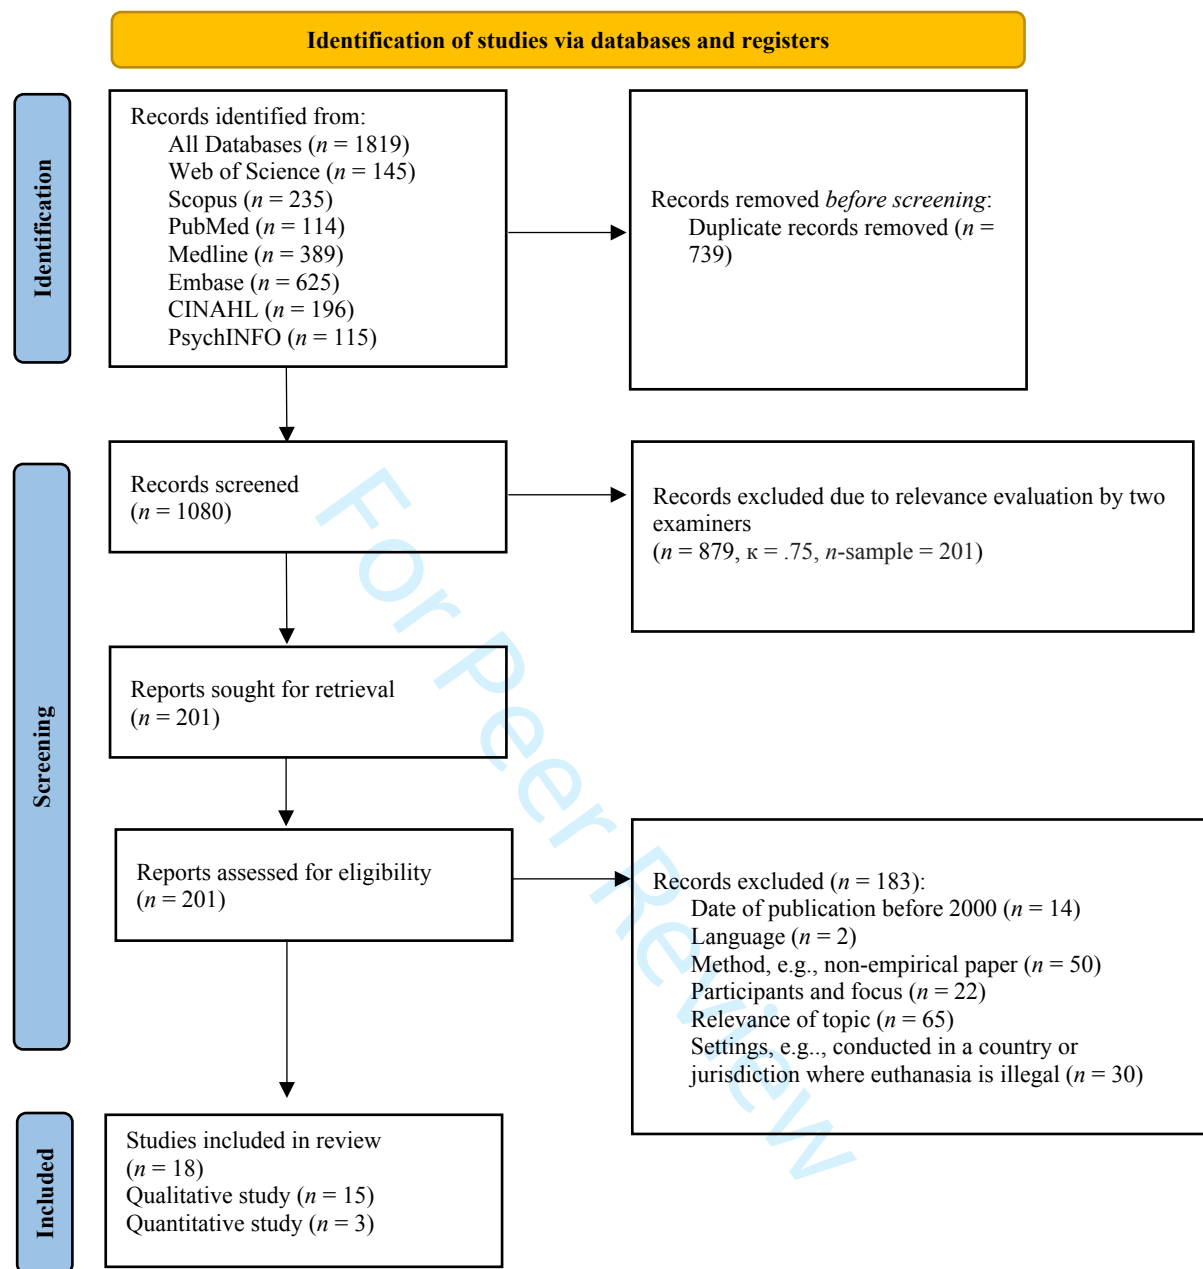 Identification of studies via databases and registers
Identification
Records identified from:
All Databases (n = 1819)
Web of Science (n = 145)
Scopus (n = 235)
PubMed (n = 114)
Medline (n = 389)
Embase (n = 625)
CINAHL (n = 196)
PsychINFO (n = 115)
Records removed before screening:
Duplicate records removed (n =
739)
Screening
Records screened
(n = 1080)
Records excluded due to relevance evaluation by two
examiners
(n = 879, κ = .75, n-sample = 201)
Reports sought for retrieval
(n = 201)
Reports assessed for eligibility
(n = 201)
Records excluded (n = 183):
Date of publication before 2000 (n = 14)
Language (n = 2)
Method, e.g., non-empirical paper (n = 50)
Participants and focus (n = 22)
Relevance of topic (n = 65)
Settings, e.g.., conducted in a country or
jurisdiction where euthanasia is illegal (n = 30)
Included
Studies included in review
(n = 18)
Qualitative study (n = 15)
Quantitative study (n = 3)
For Peer Review